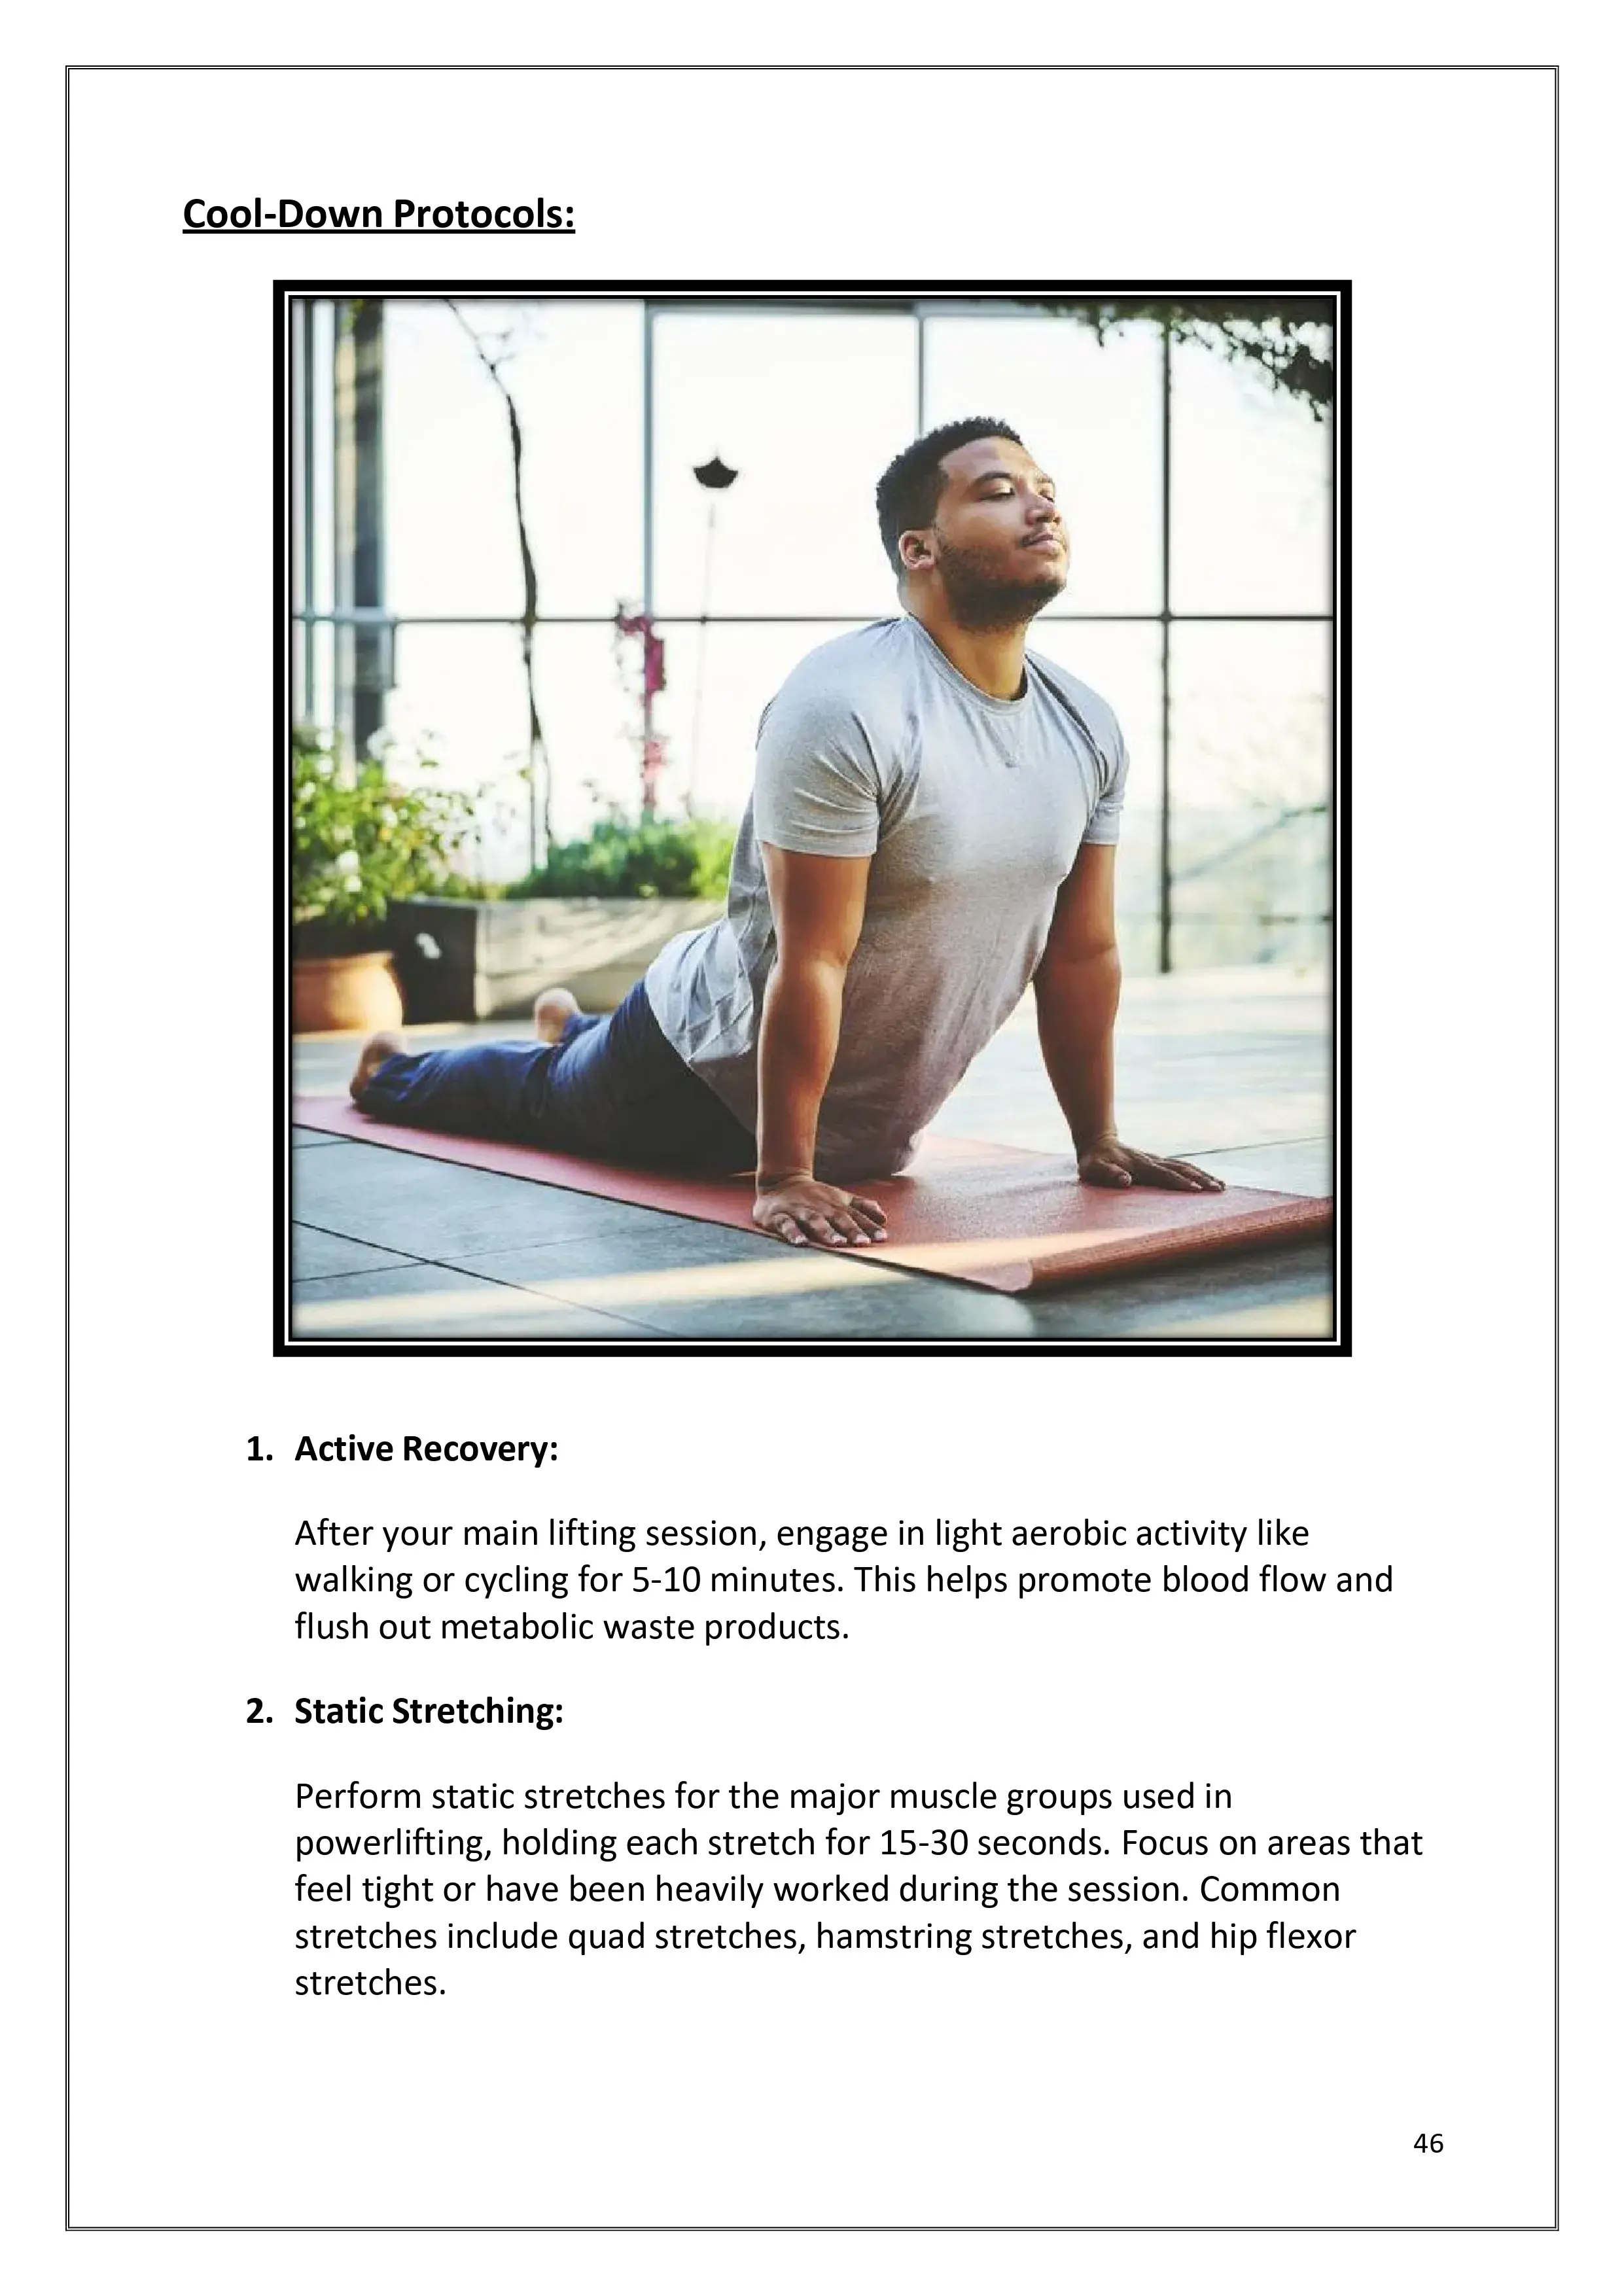 Cool-Down Protocols:
1. Active Recovery:
After your main lifting session, engage in light aerobic activity like
walking or cycling for 5-10 minutes. This helps promote blood flow and
flush out metabolic waste products.
2. Static Stretching:
Perform static stretches for the major muscle groups used in
powerlifting, holding each stretch for 15-30 seconds. Focus on areas that
feel tight or have been heavily worked during the session. Common
stretches include quad stretches, hamstring stretches, and hip flexor
stretches.
46